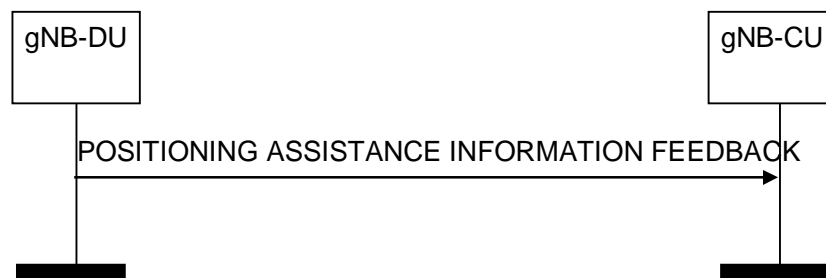 gNB-DU
gNB-CU
POSITIONING ASSISTANCE INFORMATION FEEDBACK